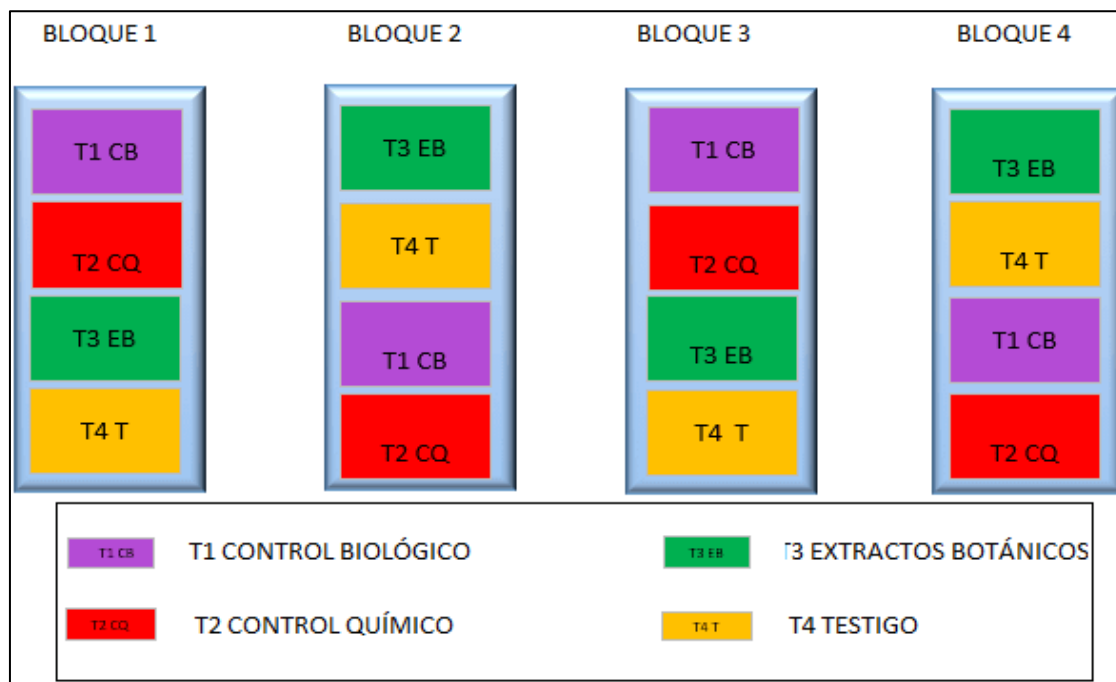 BLOQUE 1
BLOQUE 2
BLOQUE 3
BLOQUE 4
T1 CB
T2 CQ
T3 EB
T4 T
T3 EB
T4 T
T1 CB
T2 CQ
T1 CB
T2 CQ
T3 EB
T4 T
T3 EB
T4 T
T1 CB
T2 CQ
T1 CB T1 CONTROL BIOLÓGICO
T3 EB T3 EXTRACTOS BOTÁNICOS
T2 CQ T2 CONTROL QUÍMICO
T4 T T4 TESTIGO